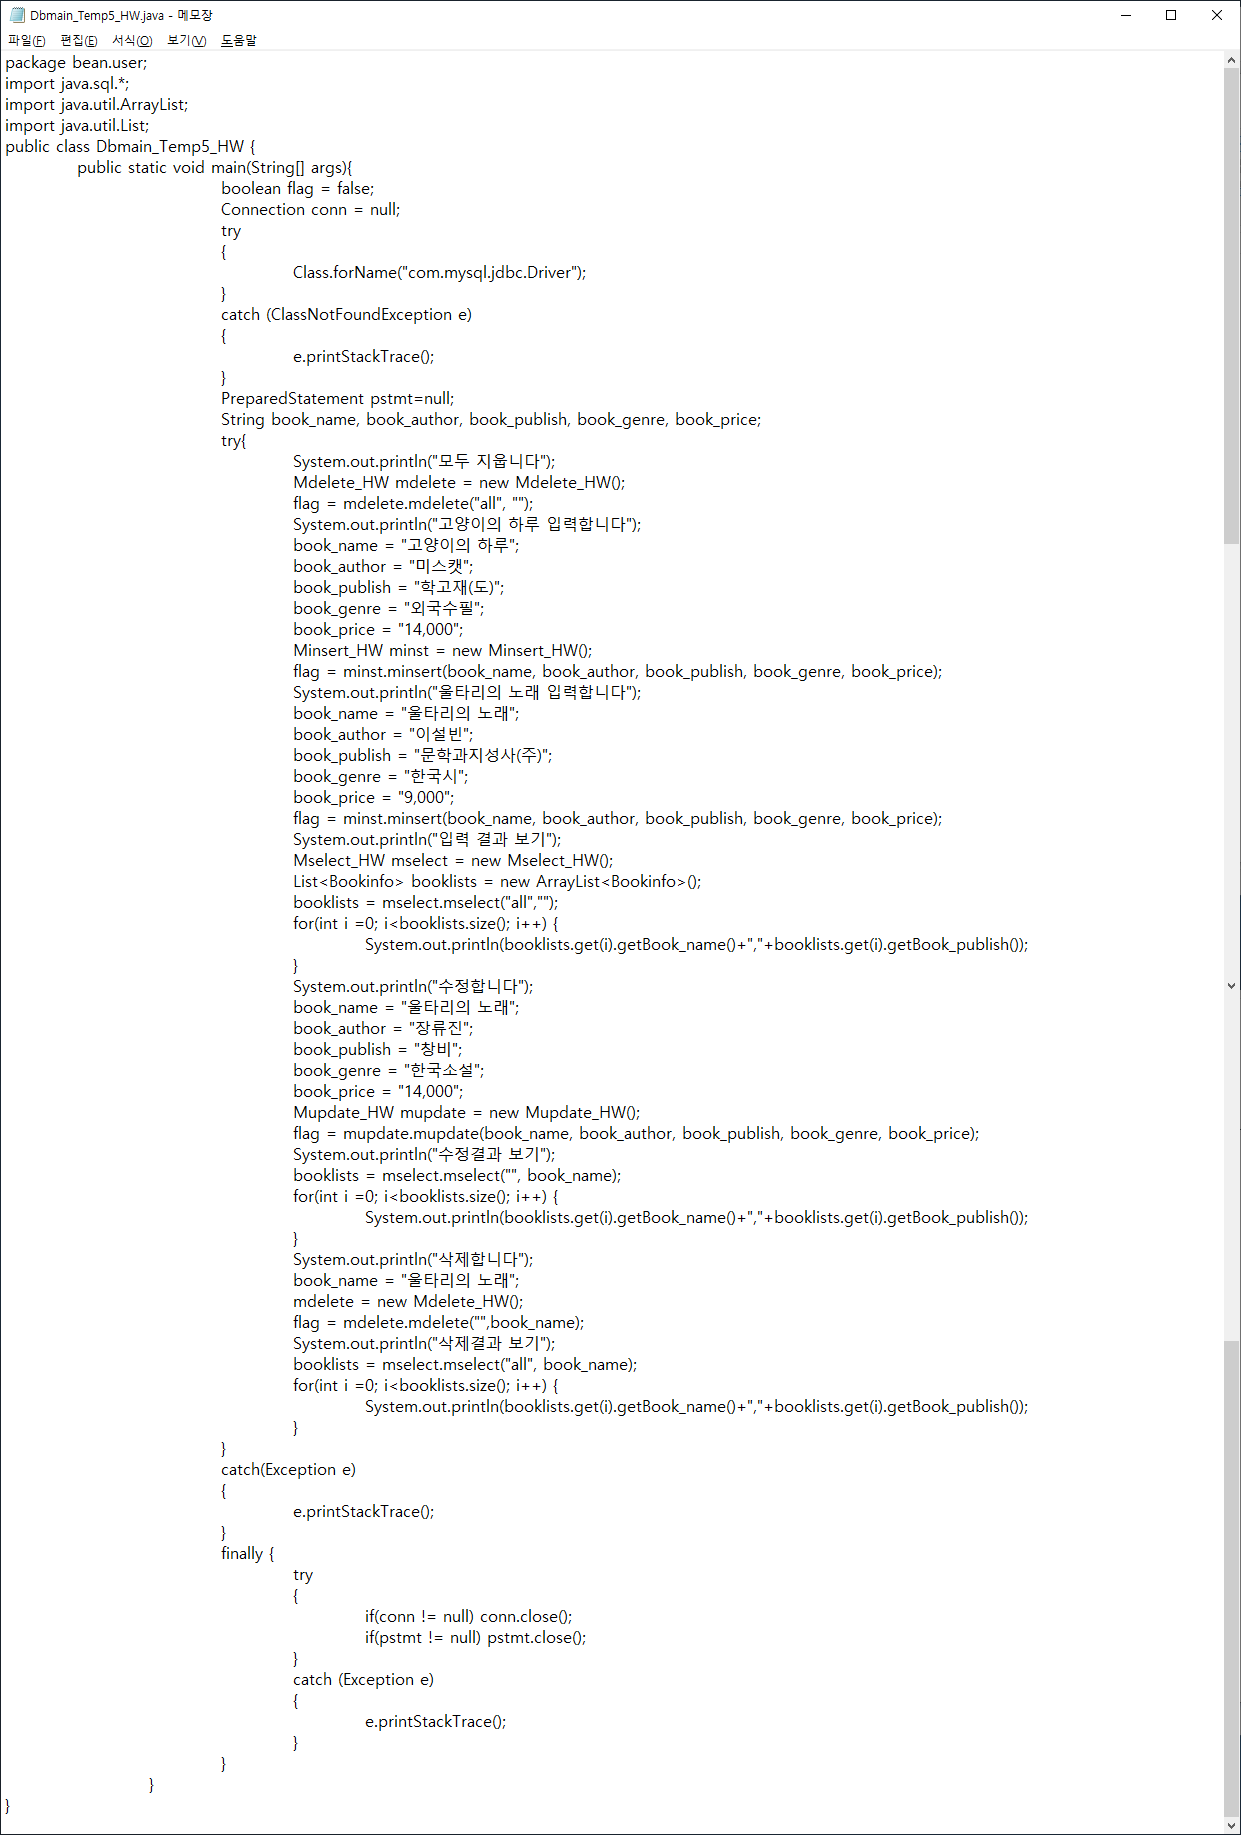 Dbmain_Temp5_HW.java - 메모장
파일(F) 편집(E) 서식(O) 보기(V) 도움말
package bean.user;
import java.sql.*;
import java.util.ArrayList;
import java.util.List;
public class Dbmain_Temp5_HW {
public static void main(String[] args){
boolean flag = false;
Connection conn = null;
try
{
Class.forName("com.mysql.jdbc.Driver");
}
catch (ClassNotFoundException e)
{
e.printStackTrace();
}
PreparedStatement pstmt=null;
String book_name, book_author, book_publish, book_genre, book_price;
try{
System.out.println("모두 지웁니다");
Mdelete_HW mdelete = new Mdelete_HW();
flag = mdelete.mdelete("all", "");
System.out.println("고양이의 하루 입력합니다");
book_name = "고양이의 하루";
book_author = "미스캣";
book_publish = "학고재(도)";
book_genre = "외국수필";
book_price = "14,000";
Minsert_HW minst = new Minsert_HW();
flag = minst.minsert(book_name, book_author, book_publish, book_genre, book_price);
System.out.println("울타리의 노래 입력합니다");
book_name = "울타리의 노래";
book_author = "이설빈";
book_publish = "문학과지성사(주)";
book_genre = "한국시";
book_price = "9,000";
flag = minst.minsert(book_name, book_author, book_publish, book_genre, book_price);
System.out.println("입력 결과 보기");
Mselect_HW mselect = new Mselect_HW();
List<Bookinfo> booklists = new ArrayList<Bookinfo>();
booklists = mselect.mselect("all","");
for(int i =0; i<booklists.size(); i++) {
System.out.println(booklists.get(i).getBook_name()+","+booklists.get(i).getBook_publish());
}
System.out.println("수정합니다");
book_name = "울타리의 노래";
book_author = "장류진";
book_publish = "창비";
book_genre = "한국소설";
book_price = "14,000";
Mupdate_HW mupdate = new Mupdate_HW();
flag = mupdate.mupdate(book_name, book_author, book_publish, book_genre, book_price);
System.out.println("수정결과 보기");
booklists = mselect.mselect("", book_name);
for(int i =0; i<booklists.size(); i++) {
System.out.println(booklists.get(i).getBook_name()+","+booklists.get(i).getBook_publish());
}
System.out.println("삭제합니다");
book_name = "울타리의 노래";
mdelete = new Mdelete_HW();
flag = mdelete.mdelete("",book_name);
System.out.println("삭제결과 보기");
booklists = mselect.mselect("all", book_name);
for(int i =0; i<booklists.size(); i++) {
System.out.println(booklists.get(i).getBook_name()+","+booklists.get(i).getBook_publish());
}
}
catch(Exception e)
{
e.printStackTrace();
}
finally {
try
{
if(conn != null) conn.close();
if(pstmt != null) pstmt.close();
}
catch (Exception e)
{
e.printStackTrace();
}
}
}
}